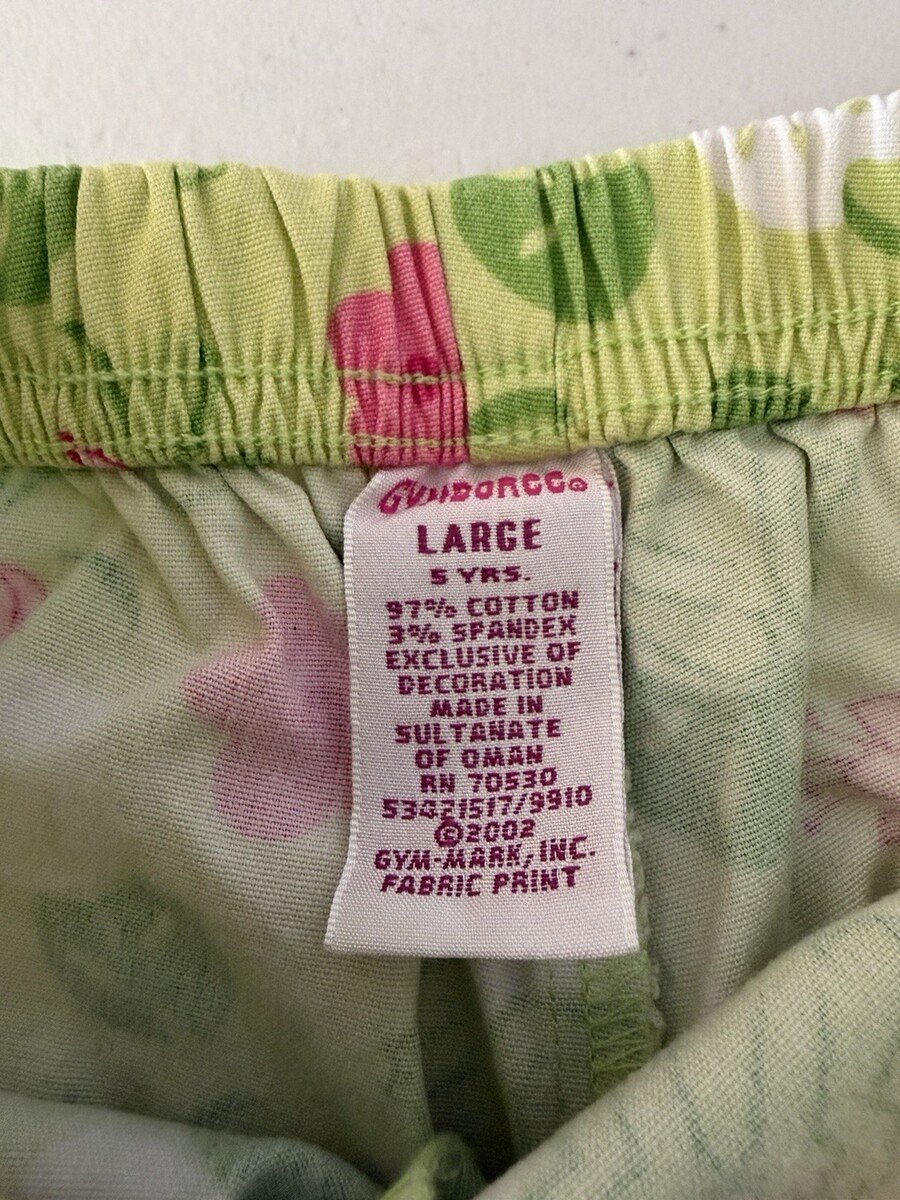 GYMBOREE®
LARGE
5 YRS.
97% COTTON
3% SPANDEX
EXCLUSIVE OF
DECORATION
MADE IN
SULTANATE
OF OMAN
RN 70530
53421517/9910
©2002
GYM-MARK, INC.
FABRIC PRINT